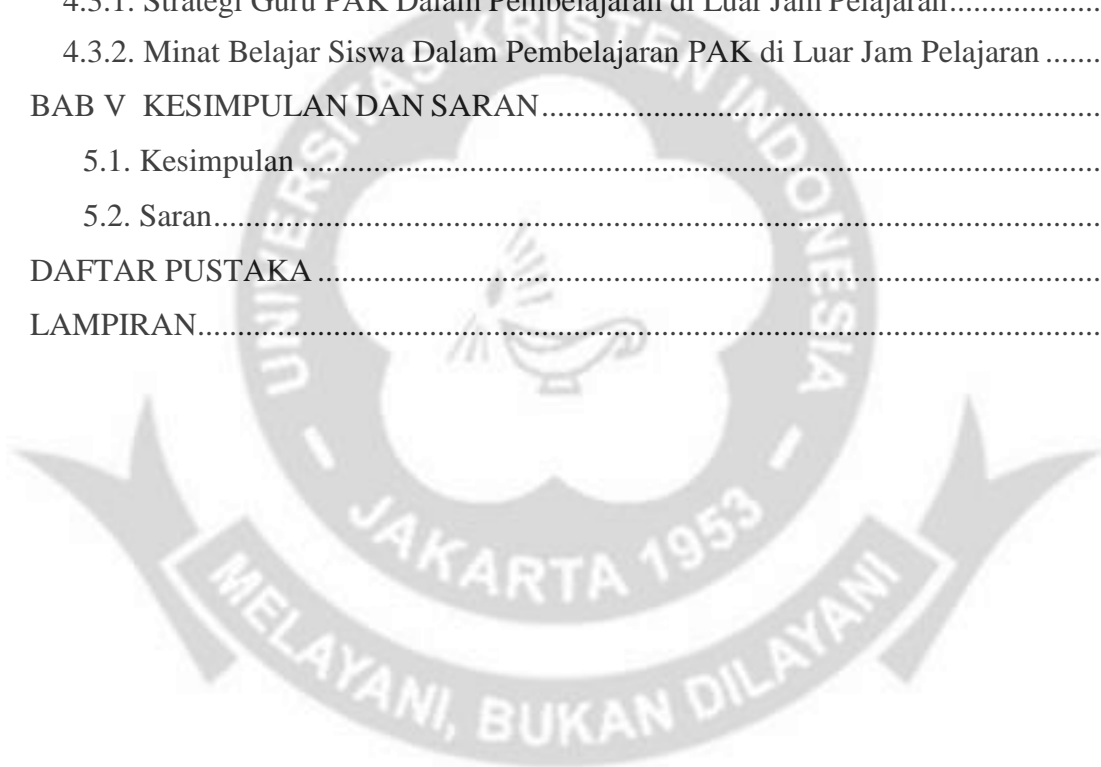 4.3.1. Strategi Guru PAK Dalam Pembelajaran di Luar Jam Pelajaran...................
4.3.2. Minat Belajar Siswa Dalam Pembelajaran PAK di Luar Jam Pelajaran .......
BAB V KESIMPULAN DAN SARAN......................................................................
5.1. Kesimpulan ..................................................................................................
5.2. Saran.............................................................................................................
DAFTAR PUSTAKA ................................................................................................
LAMPIRAN...............................................................................................................
UNIVERSITAS KRISTEN INDONESIA
- JAKARTA 1953 -
MELAYANI, BUKAN DILAYANI